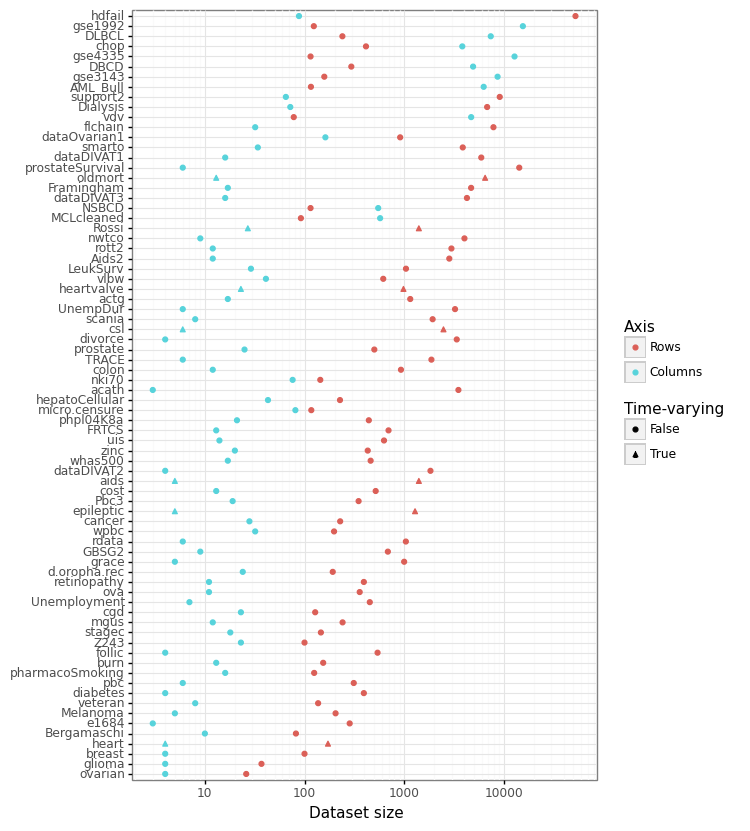 hdfail
gse1992
DLBCL
chop
gse4335
DBCD
gse3143
AML_Bull
support2
Dialysis
vdv
flchain
dataOvarian1
smarto
dataDIVAT1
prostateSurvival
oldmort
Framingham
dataDIVAT3
NSBCD
MCLcleaned
Rossi
nwtco
rott2
Aids2
LeukSurv
vlbw
heartvalve
actg
UnempDur
scania
csl
divorce
prostate
TRACE
colon
nki70
acath
hepatoCellular
micro.censure
phpl04K8a
FRTCS
uis
zinc
whas500
dataDIVAT2
aids
cost
Pbc3
epileptic
cancer
wpbc
rdata
GBSG2
grace
d.oropha.rec
retinopathy
ova
Unemployment
cgd
mgus
stagec
Z243
follic
burn
pharmacoSmoking
pbc
diabetes
veteran
Melanoma
e1684
Bergamaschi
heart
breast
glioma
ovarian
10 100 1000 10000
Dataset size
Axis
Rows
Columns
Time-varying
False
True